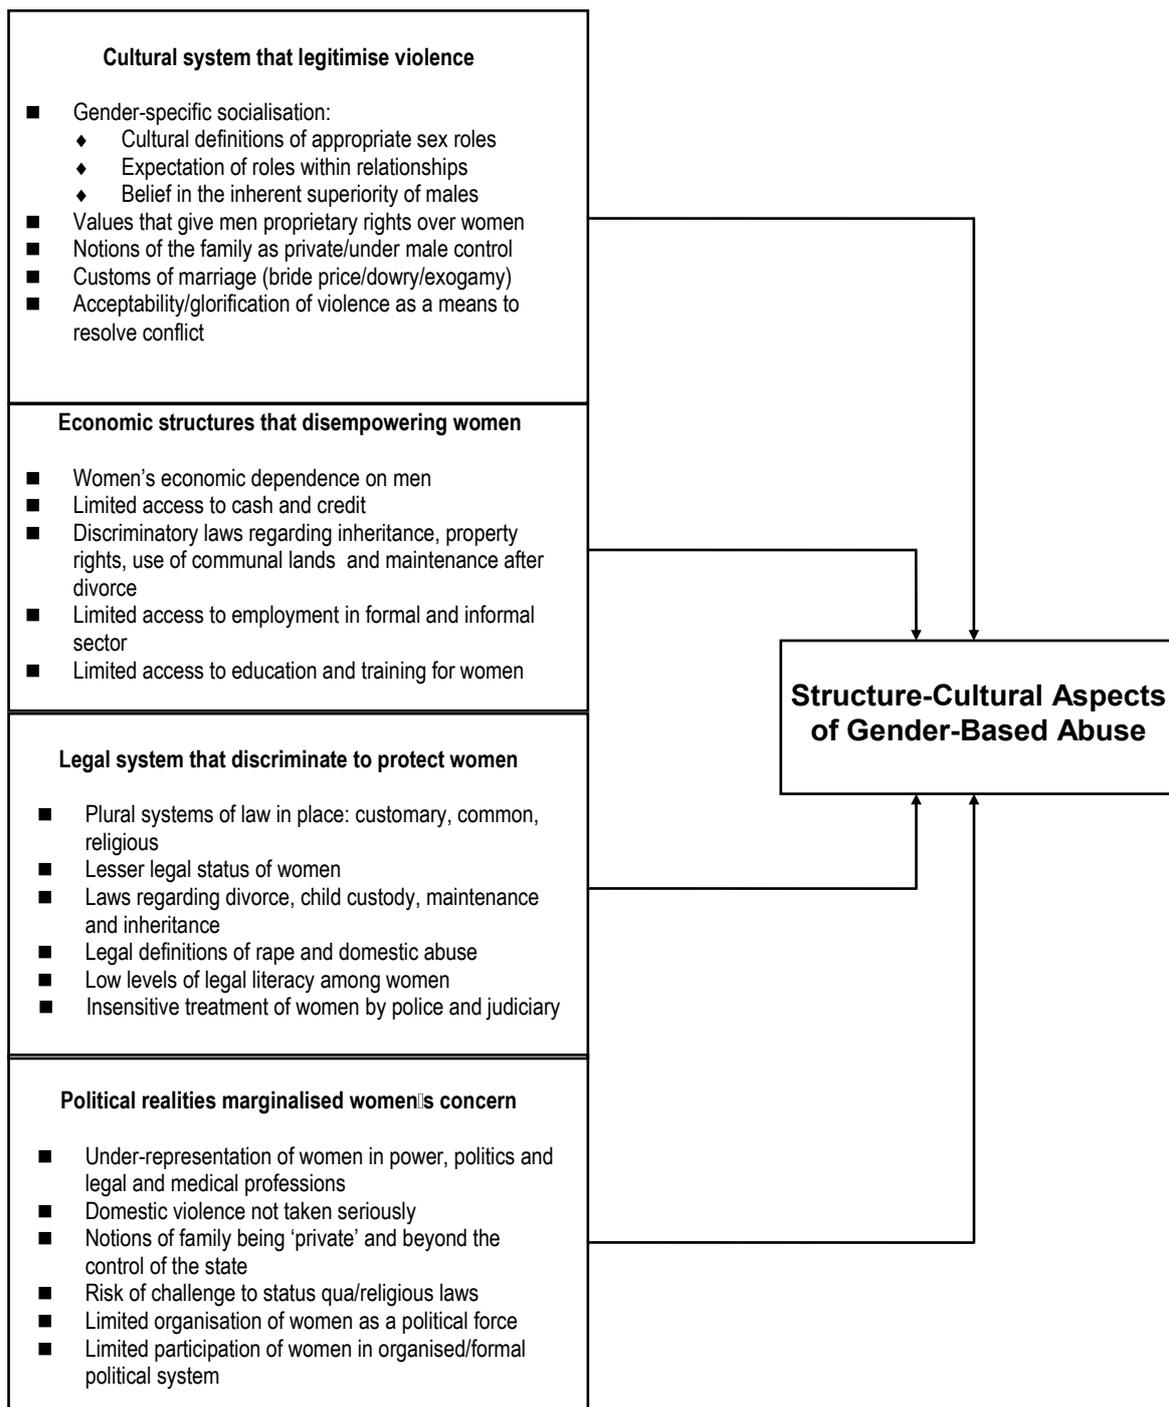 Cultural system that legitimise violence
■ Gender-specific socialisation:
♦ Cultural definitions of appropriate sex roles
♦ Expectation of roles within relationships
♦ Belief in the inherent superiority of males
■ Values that give men proprietary rights over women
■ Notions of the family as private/under male control
■ Customs of marriage (bride price/dowry/exogamy)
■ Acceptability/glorification of violence as a means to
resolve conflict
Economic structures that disempowering women
■ Women’s economic dependence on men
■ Limited access to cash and credit
■ Discriminatory laws regarding inheritance, property
rights, use of communal lands and maintenance after
divorce
■ Limited access to employment in formal and informal
sector
■ Limited access to education and training for women
Legal system that discriminate to protect women
■ Plural systems of law in place: customary, common,
religious
■ Lesser legal status of women
■ Laws regarding divorce, child custody, maintenance
and inheritance
■ Legal definitions of rape and domestic abuse
■ Low levels of legal literacy among women
■ Insensitive treatment of women by police and judiciary
Political realities marginalised women▯s concern
■ Under-representation of women in power, politics and
legal and medical professions
■ Domestic violence not taken seriously
■ Notions of family being ‘private’ and beyond the
control of the state
■ Risk of challenge to status qua/religious laws
■ Limited organisation of women as a political force
■ Limited participation of women in organised/formal
political system
Structure-Cultural Aspects
of Gender-Based Abuse